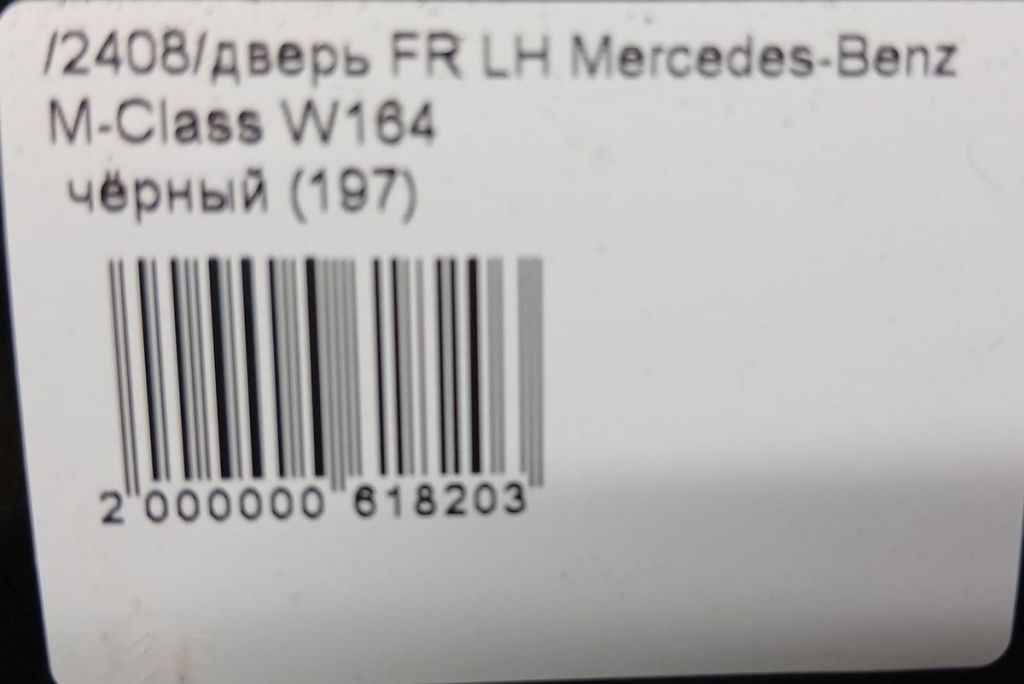 /2408/дверь FR LH Mercedes-Benz
M-Class W164
чёрный (197)
2 000000 618203